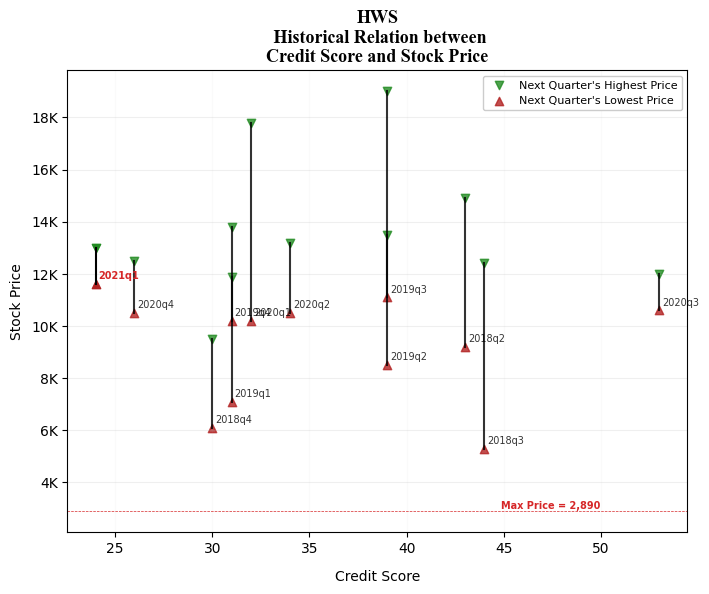 HWS
Historical Relation between
Credit Score and Stock Price
Next Quarter's Highest Price
Next Quarter's Lowest Price
18K
16K
14K
12K
10K
8K
6K
4K
Stock Price
2021q1
2020q4
2019q4
2020q1
2020q2
2019q3
2020q3
2018q2
2019q2
2019q1
2018q4
2018q3
Max Price = 2,890
25
30
35
40
45
50
Credit Score